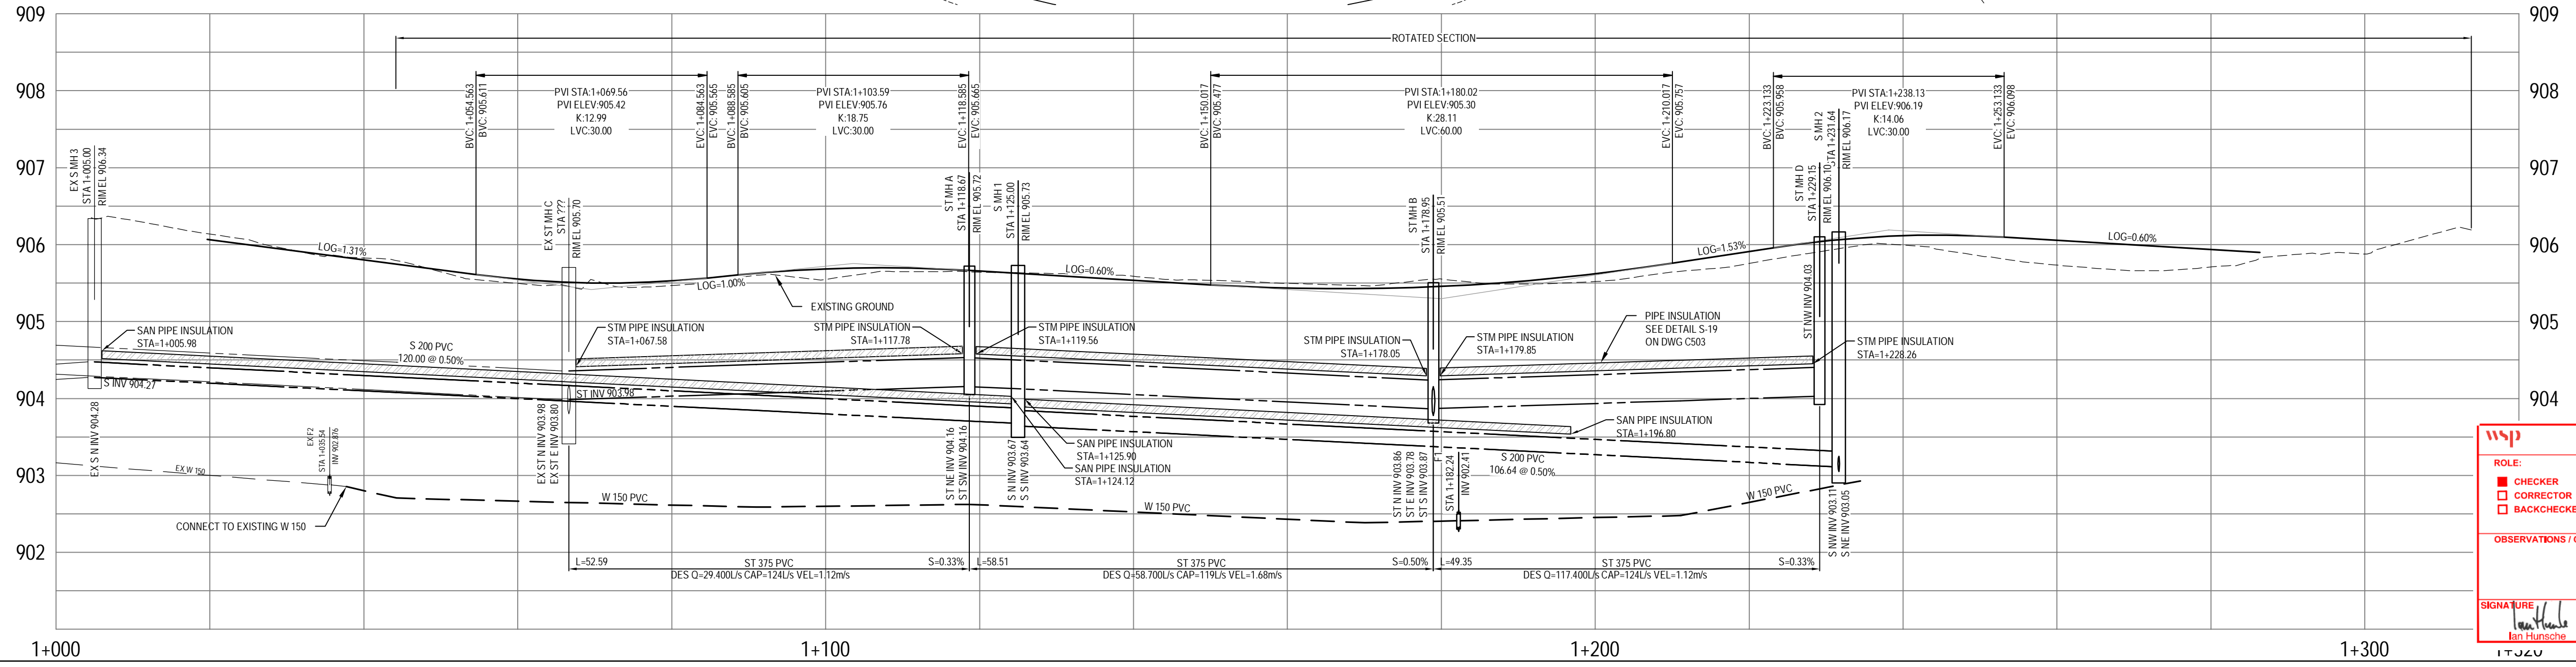 909
909
ROTATED SECTION
908
908
BVC: 1+054.563
BVC: 905.611
PVI STA:1+069.56
PVI ELEV:905.42
K:12.99
LVC:30.00
EVC: 1+084.563
EVC: 905.565
BVC: 1+088.585
BVC: 905.605
PVI STA:1+103.59
PVI ELEV:905.76
K:18.75
LVC:30.00
EVC: 1+118.585
EVC: 905.665
BVC: 1+150.017
BVC: 905.477
PVI STA:1+180.02
PVI ELEV:905.30
K:28.11
LVC:60.00
EVC: 1+210.017
EVC: 905.757
BVC: 1+223.133
BVC: 905.958
PVI STA:1+238.13
PVI ELEV:906.19
K:14.06
LVC:30.00
EVC: 1+253.133
EVC: 906.098
907
907
EX S MH 3
STA 1+005.00
RIM EL 906.34
EX ST MH C
STA ???
RIM EL 905.70
ST MH A
STA 1+118.67
RIM EL 905.72
S MH 1
STA 1+125.00
RIM EL 905.73
ST MH B
STA 1+178.95
RIM EL 905.51
ST MH D
STA 1+229.15
RIM EL 906.10
S MH 2
STA 1+231.64
RIM EL 906.17
906
906
LOG=1.31%
LOG=1.00%
LOG=0.60%
LOG=1.53%
LOG=0.60%
EXISTING GROUND
ST NW INV 904.03
905
905
SAN PIPE INSULATION
STA=1+005.98
S 200 PVC
120.00 @ 0.50%
STM PIPE INSULATION
STA=1+067.58
STM PIPE INSULATION
STA=1+117.78
STM PIPE INSULATION
STA=1+119.56
STM PIPE INSULATION
STA=1+178.05
STM PIPE INSULATION
STA=1+179.85
PIPE INSULATION
SEE DETAIL S-19
ON DWG C503
STM PIPE INSULATION
STA=1+228.26
S INV 904.27
ST INV 903.98
904
904
EX S N INV 904.28
EX ST N INV 903.98
EX ST E INV 903.80
ST NE INV 904.16
ST SW INV 904.16
S N INV 903.67
S S INV 903.64
SAN PIPE INSULATION
STA=1+125.90
SAN PIPE INSULATION
STA=1+124.12
SAN PIPE INSULATION
STA=1+196.80
ST N INV 903.86
ST E INV 903.78
ST S INV 903.87
F1
STA 1+182.24
INV 902.41
S 200 PVC
106.64 @ 0.50%
S NW INV 903.11
S NE INV 903.05
903
EX F2
STA 1+035.54
INV 902.876
EX W 150
W 150 PVC
W 150 PVC
W 150 PVC
CONNECT TO EXISTING W 150
902
L=52.59
ST 375 PVC
S=0.33%
DES Q=29.400L/s CAP=124L/s VEL=1.12m/s
L=58.51
ST 375 PVC
S=0.50%
DES Q=58.700L/s CAP=119L/s VEL=1.68m/s
L=49.35
ST 375 PVC
S=0.33%
DES Q=117.400L/s CAP=124L/s VEL=1.12m/s
wsp
ROLE:
CHECKER
CORRECTOR
BACKCHECKE
OBSERVATIONS /
SIGNATURE
Ian Hunsche
1+000
1+100
1+200
1+300
1+320